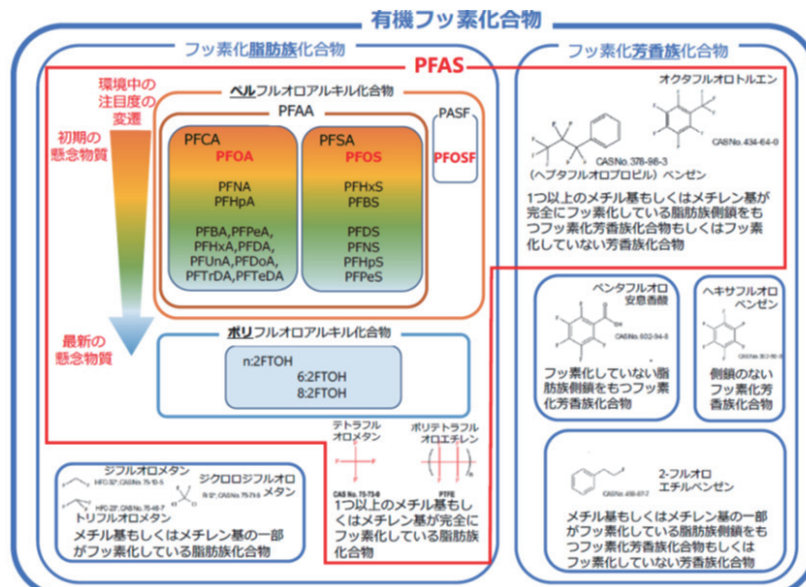 有機フッ素化合物
フッ素化脂肪族化合物
フッ素化芳香族化合物
PFAS
環境中の
注目度の
変遷
初期の
懸念物質
最新の
懸念物質
ペルフルオロアルキル化合物
PFAA
PFCA
PFOA
PFNA
PFHpA
PFBA,PFPeA,
PFHxA,PFDA,
PFUnA,PFDoA,
PFTrDA,PFTeDA
PFSA
PFOS
PFHxS
PFBS
PFDS
PFNS
PFHpS
PFPeS
PASF
PFOSF
ポリフルオロアルキル化合物
n:2FTOH
6:2FTOH
8:2FTOH
オクタフルオロトルエン
CAS No. 434-64-0
CAS No. 378-98-3
(ヘプタフルオロプロピル)ベンゼン
1つ以上のメチル基もしくはメチレン基が
完全にフッ素化している脂肪族側鎖をも
つフッ素化芳香族化合物もしくはフッ素
化していない芳香族化合物
ペンタフルオロ
安息香酸
フッ素化していない脂
肪族側鎖をもつフッ素
化芳香族化合物
ヘキサフルオロ
ベンゼン
側鎖のない
フッ素化芳
香族化合物
テトラフル
オロメタン
CAS No. 75-73-0
ポリテトラフル
オロエチレン
PTFE
1つ以上のメチル基もし
くはメチレン基が完全に
フッ素化している脂肪族
化合物
ジフルオロメタン
ジクロロジフルオロ
メタン
トリフルオロメタン
メチル基もしくはメチレン基の一部
がフッ素化している脂肪族化合物
2-フルオロ
エチルベンゼン
メチル基もしくはメチレン基の一部
がフッ素化している脂肪族側鎖をも
つフッ素化芳香族化合物もしくは
フッ素化していない芳香族化合物